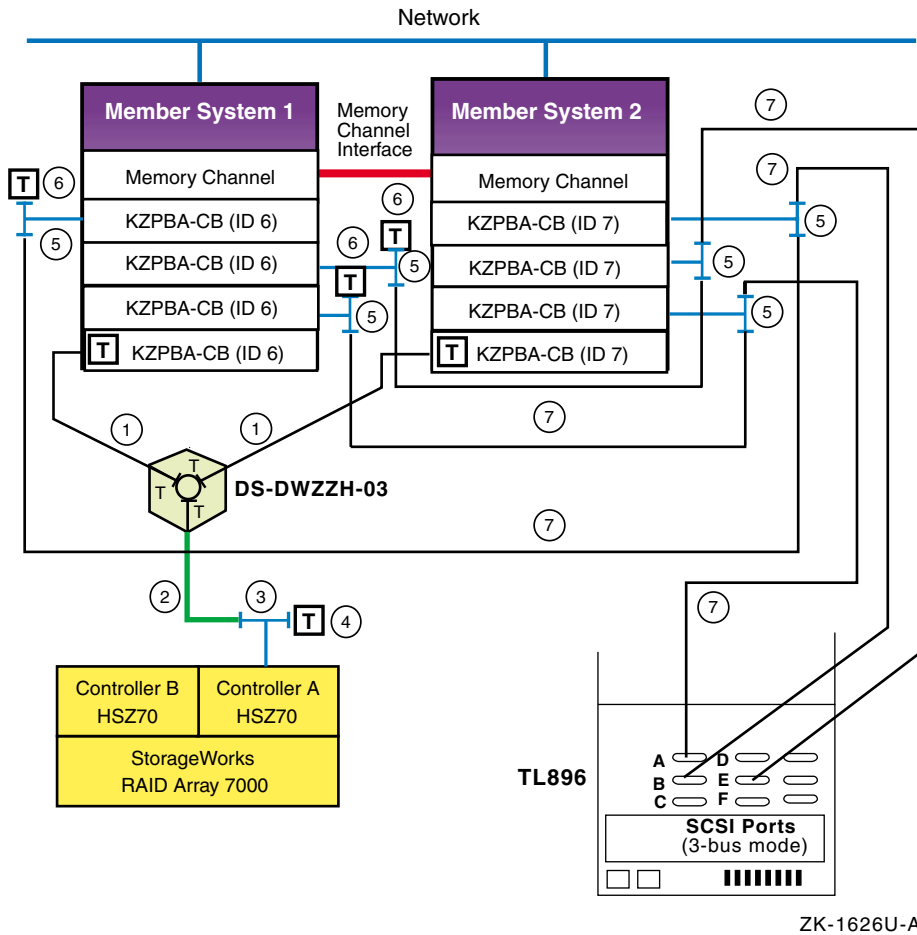 Network
Member System 1
Memory
Channel
Interface
Member System 2
7
7
T
6
Memory Channel
Memory Channel
6
KZPBA-CB (ID 6)
KZPBA-CB (ID 7)
5
5
6
T
KZPBA-CB (ID 6)
5
KZPBA-CB (ID 7)
5
T
KZPBA-CB (ID 6)
5
KZPBA-CB (ID 7)
5
T
KZPBA-CB (ID 6)
T
KZPBA-CB (ID 7)
1
1
7
T
T
T
DS-DWZZH-03
7
2
3
T
4
7
Controller B
HSZ70
Controller A
HSZ70
StorageWorks
RAID Array 7000
TL896
A
D
B
E
C
F
SCSI Ports
(3-bus mode)
ZK-1626U-A